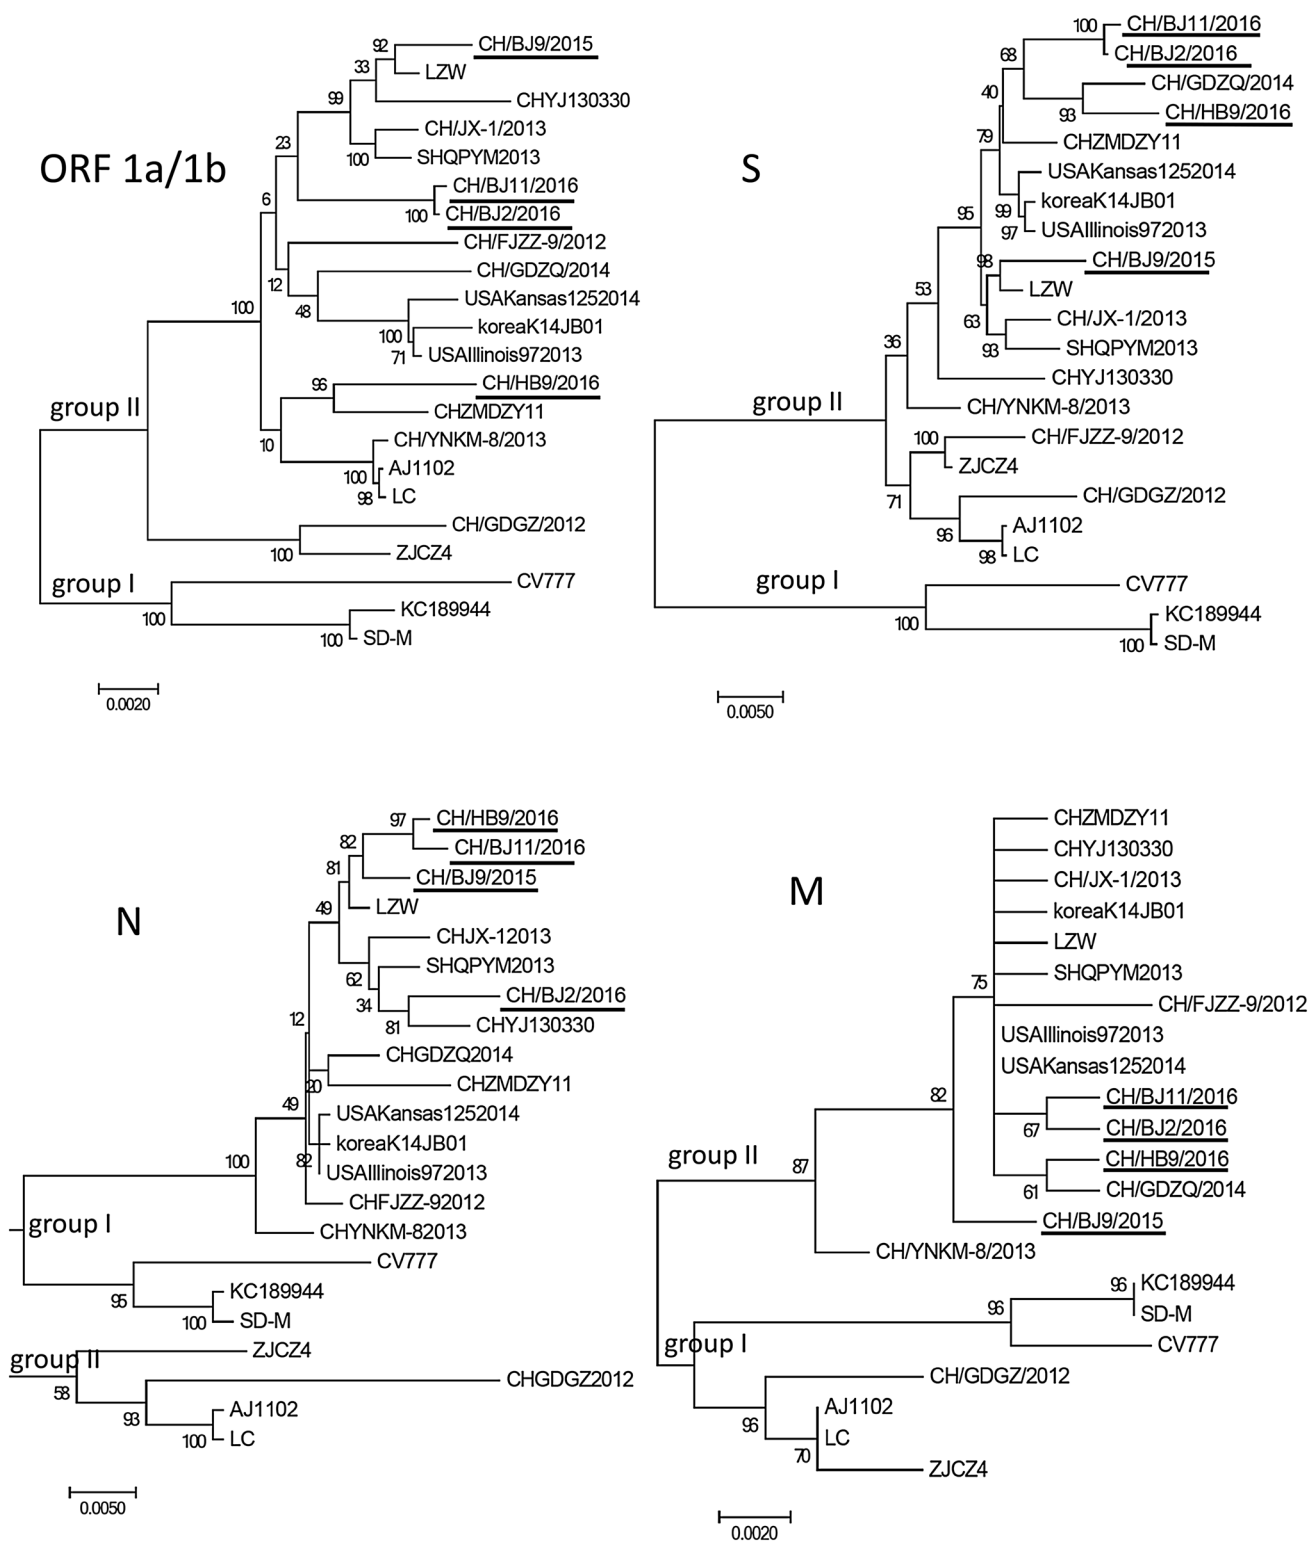 ORF 1a/1b
92
CH/BJ9/2015
33
LZW
99
CHYJ130330
CH/JX-1/2013
23
100
SHQPYM2013
CH/BJ11/2016
6
100
CH/BJ2/2016
CH/FJZZ-9/2012
12
CH/GDZQ/2014
48
USAKansas1252014
100
100
koreaK14JB01
71
USAIllinois972013
96
CH/HB9/2016
group II
CHZMDZY11
10
CH/YNKM-8/2013
100
AJ1102
98
LC
CH/GDGZ/2012
100
ZJCZ4
group I
CV777
100
KC189944
100
SD-M
0.0020
S
100
CH/BJ11/2016
68
CH/BJ2/2016
40
CH/GDZQ/2014
93
CH/HB9/2016
79
CHZMDZY11
USAKansas1252014
99
koreaK14JB01
95
97
USAIllinois972013
98
CH/BJ9/2015
LZW
53
63
CH/JX-1/2013
93
SHQPYM2013
36
CHYJ130330
group II
CH/YNKM-8/2013
100
CH/FJZZ-9/2012
ZJCZ4
71
CH/GDGZ/2012
96
AJ1102
98
LC
group I
CV777
100
KC189944
100
SD-M
0.0050
N
97
CH/HB9/2016
82
CH/BJ11/2016
81
CH/BJ9/2015
49
LZW
CHJX-12013
62
SHQPYM2013
34
CH/BJ2/2016
12
81
CHYJ130330
CHGDZQ2014
20
CHZMDZY11
49
USAKansas1252014
koreaK14JB01
100
82
USAIllinois972013
CHFJZZ-92012
group I
CHYNKM-82013
CV777
95
KC189944
100
SD-M
group II
ZJCZ4
58
CHGDGZ2012
93
AJ1102
100
LC
0.0050
M
CHZMDZY11
CHYJ130330
CH/JX-1/2013
koreaK14JB01
LZW
75
SHQPYM2013
CH/FJZZ-9/2012
USAIllinois972013
USAKansas1252014
82
CH/BJ11/2016
67
CH/BJ2/2016
group II
87
CH/HB9/2016
61
CH/GDZQ/2014
CH/BJ9/2015
CH/YNKM-8/2013
96
KC189944
96
SD-M
group I
CV777
CH/GDGZ/2012
96
AJ1102
LC
70
ZJCZ4
0.0020